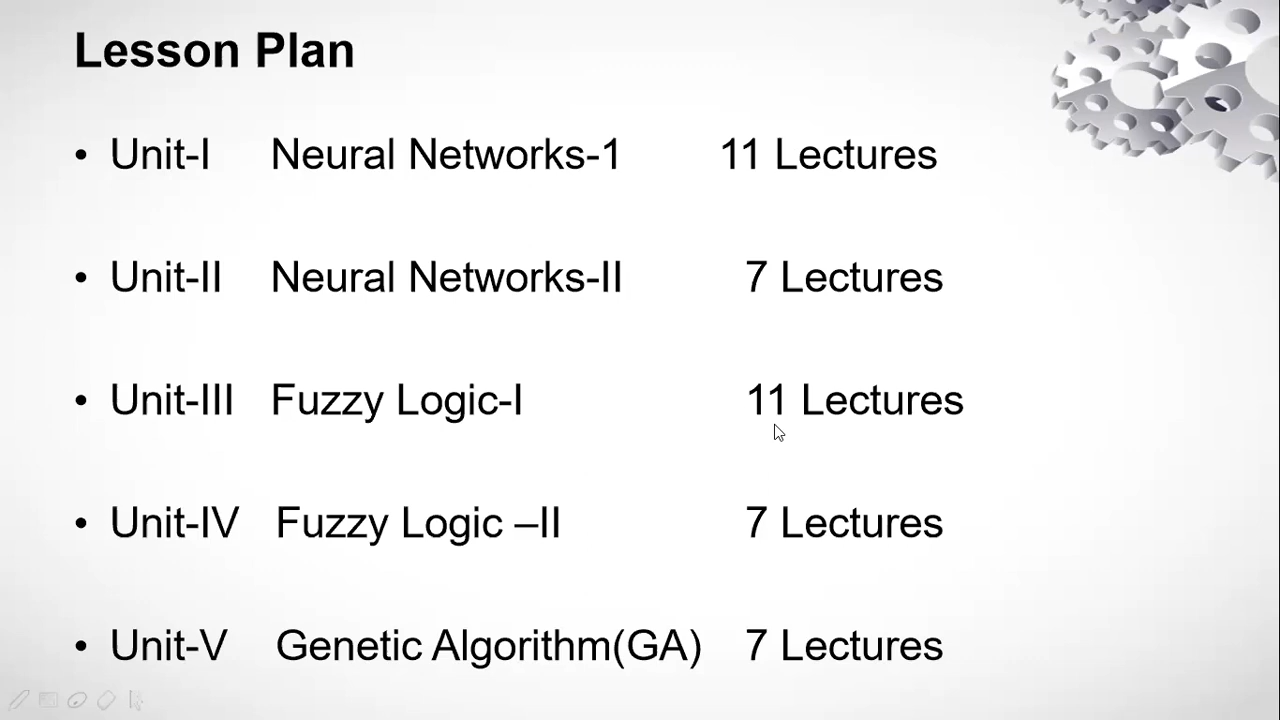 Lesson Plan
• Unit-I Neural Networks-1 11 Lectures
• Unit-II Neural Networks-II 7 Lectures
• Unit-III Fuzzy Logic-I 11 Lectures
• Unit-IV Fuzzy Logic –II 7 Lectures
• Unit-V Genetic Algorithm(GA) 7 Lectures